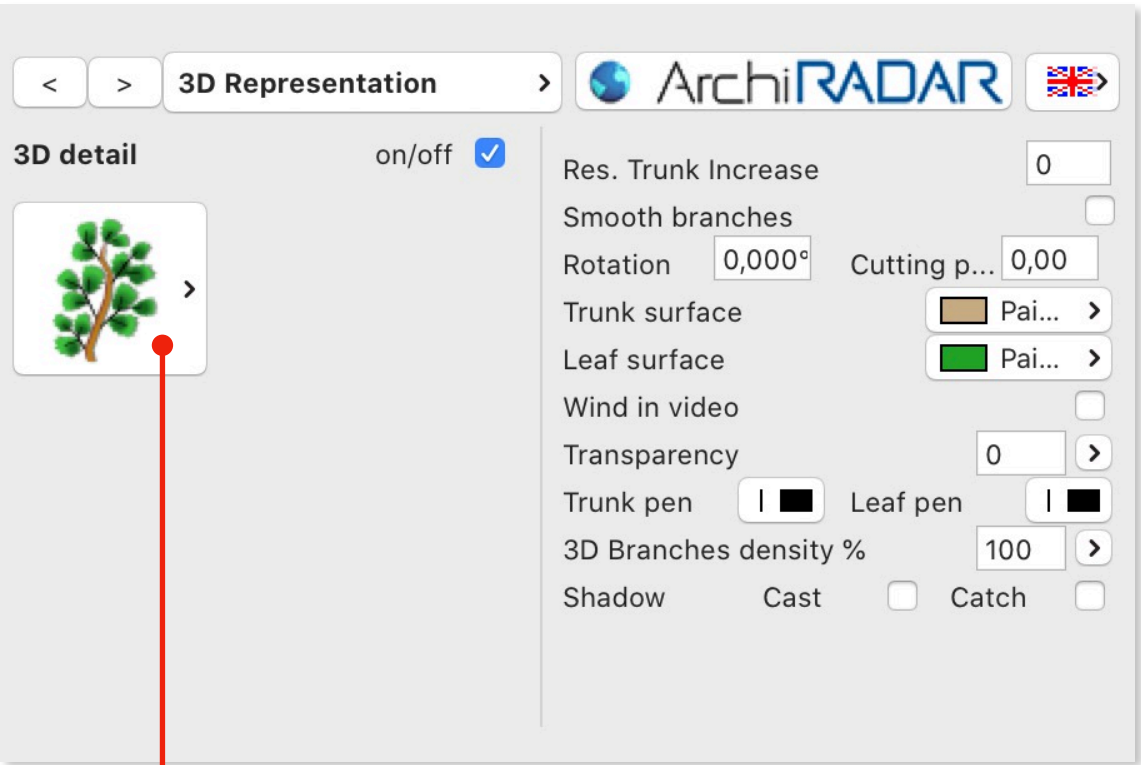 < > 3D Representation > ArchiRADAR >
3D detail on/off
>
Res. Trunk Increase 0
Smooth branches
Rotation 0,000° Cutting p... 0,00
Trunk surface Pai... >
Leaf surface Pai... >
Wind in video
Transparency 0 >
Trunk pen Leaf pen
3D Branches density % 100 >
Shadow Cast Catch